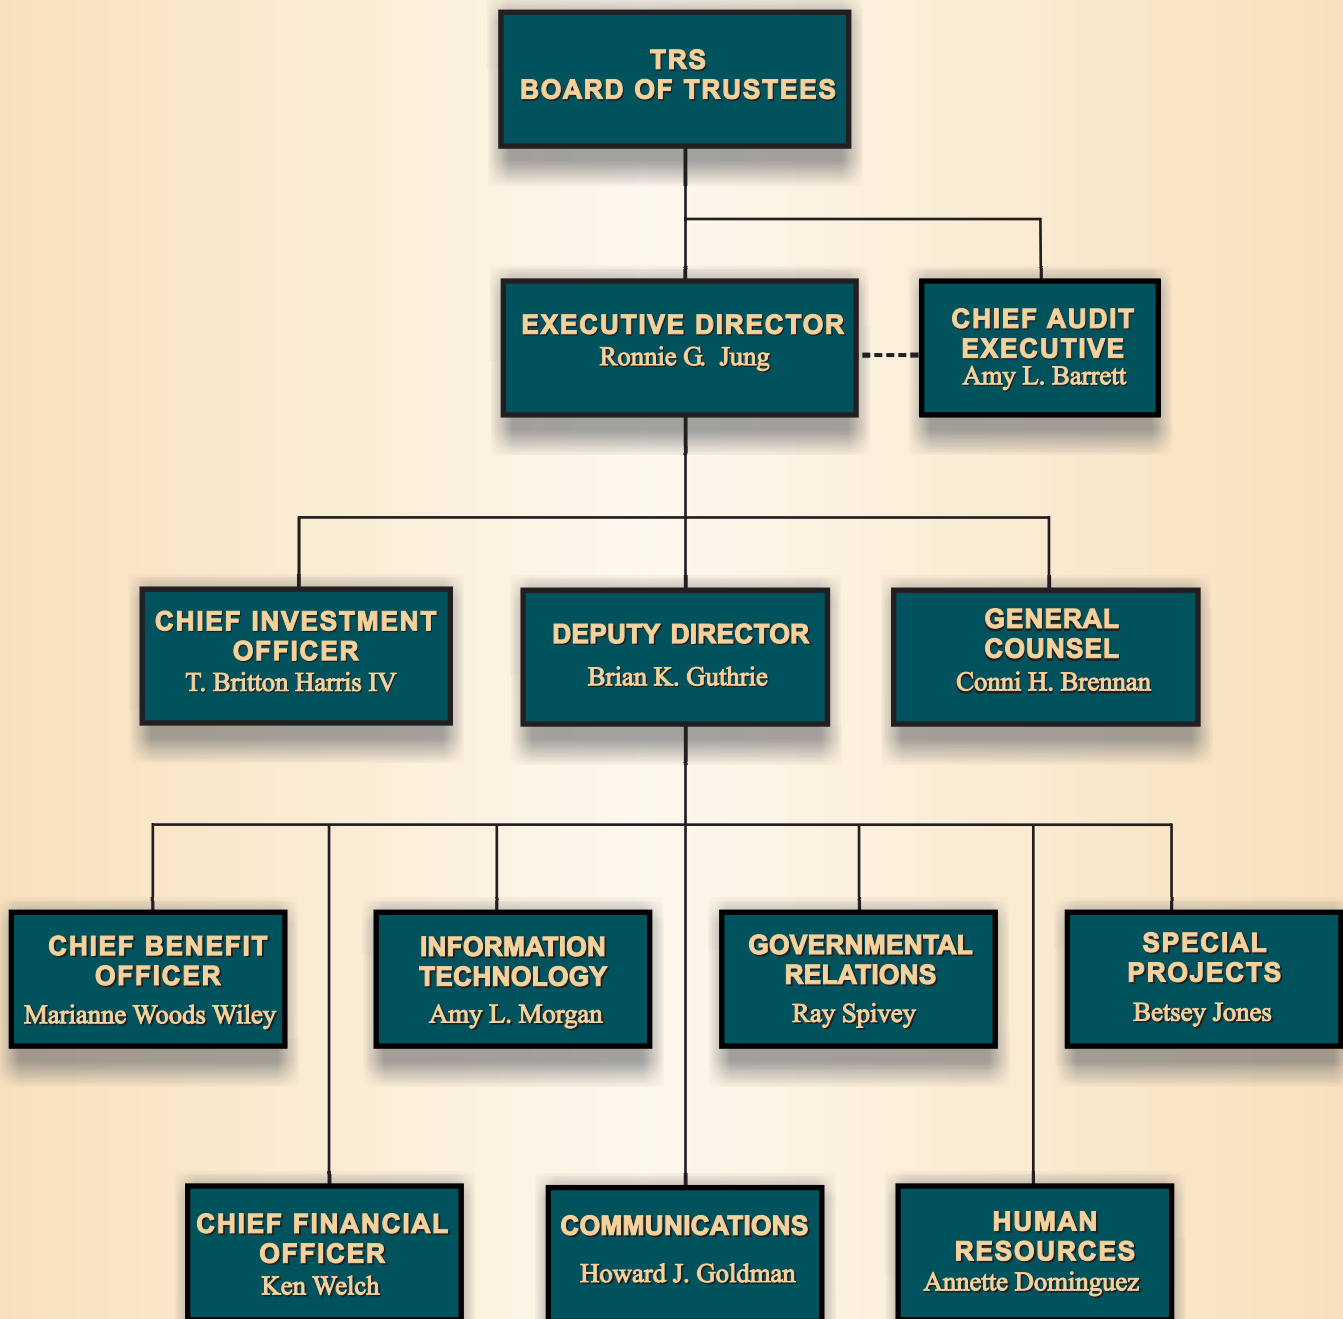 TRS
BOARD OF TRUSTEES
EXECUTIVE DIRECTOR
Ronnie G. Jung
CHIEF AUDIT
EXECUTIVE
Amy L. Barrett
CHIEF INVESTMENT
OFFICER
T. Britton Harris IV
DEPUTY DIRECTOR
Brian K. Guthrie
GENERAL
COUNSEL
Conni H. Brennan
CHIEF BENEFIT
OFFICER
Marianne Woods Wiley
INFORMATION
TECHNOLOGY
Amy L. Morgan
GOVERNMENTAL
RELATIONS
Ray Spivey
SPECIAL
PROJECTS
Betsey Jones
CHIEF FINANCIAL
OFFICER
Ken Welch
COMMUNICATIONS
Howard J. Goldman
HUMAN
RESOURCES
Annette Dominguez